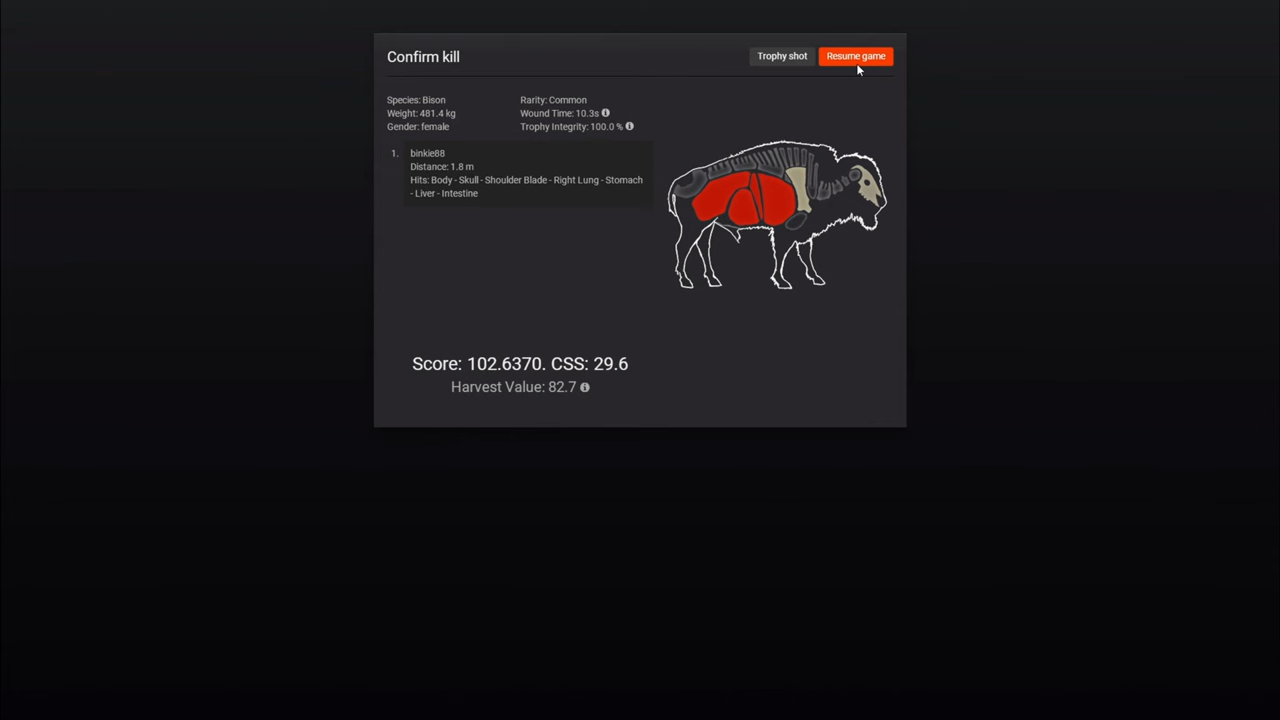 Confirm kill
Trophy shot
Resume game
Species: Bison
Rarity: Common
Weight: 481.4 kg
Wound Time: 10.3s
Gender: female
Trophy Integrity: 100.0 %
1. binkie88
Distance: 1.8 m
Hits: Body - Skull - Shoulder Blade - Right Lung - Stomach
- Liver - Intestine
Score: 102.6370. CSS: 29.6
Harvest Value: 82.7